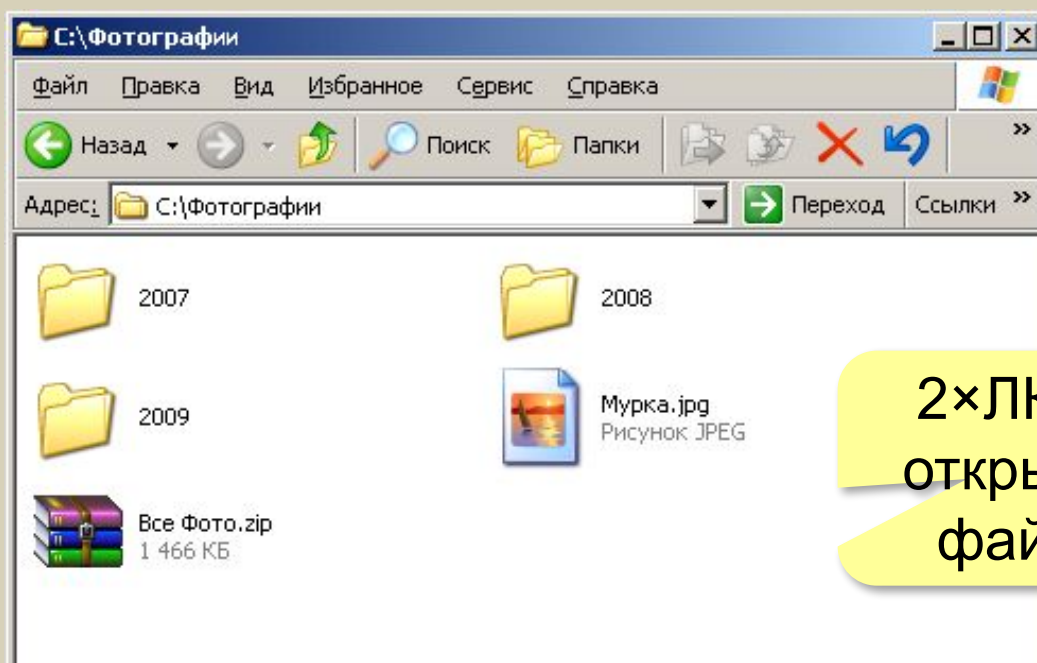 C:\Фотографии
Файл Правка Вид Избранное Сервис Справка
Назад Поиск Папки »
Адрес: C:\Фотографии Переход Ссылки »
2007 2008
2009 Мурка.jpg
Рисунок JPEG
Все Фото.zip
1 466 КБ